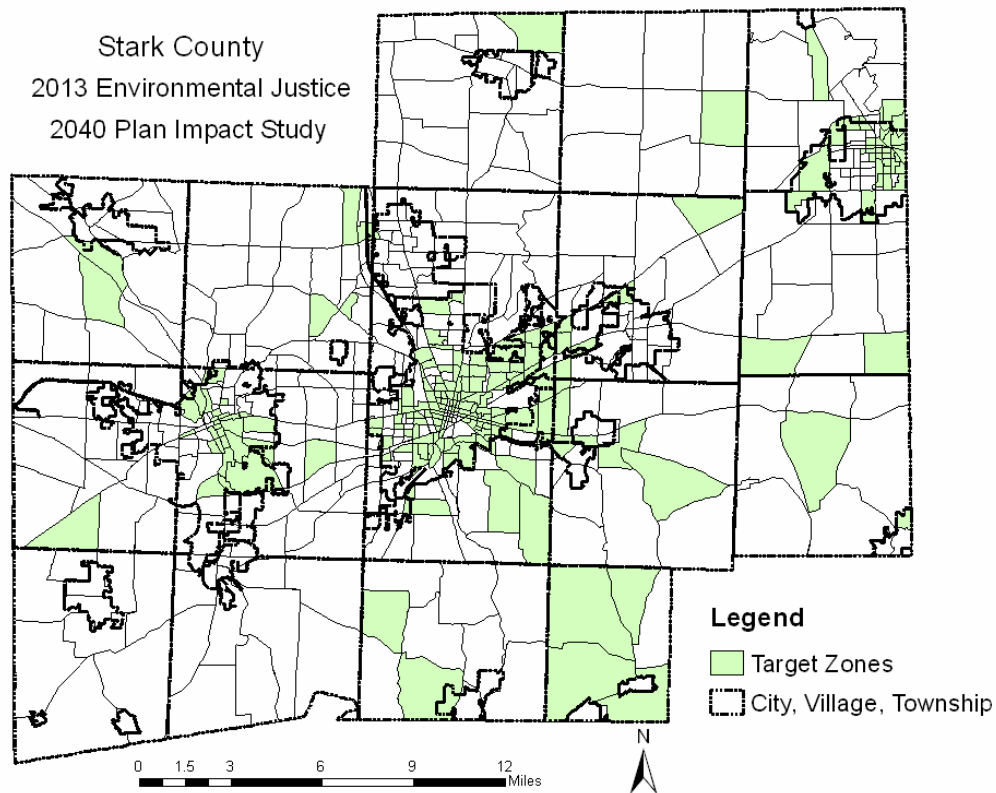 Stark County
2013 Environmental Justice
2040 Plan Impact Study
Legend
Target Zones
City, Village, Township
N
0 1.5 3 6 9 12
Miles